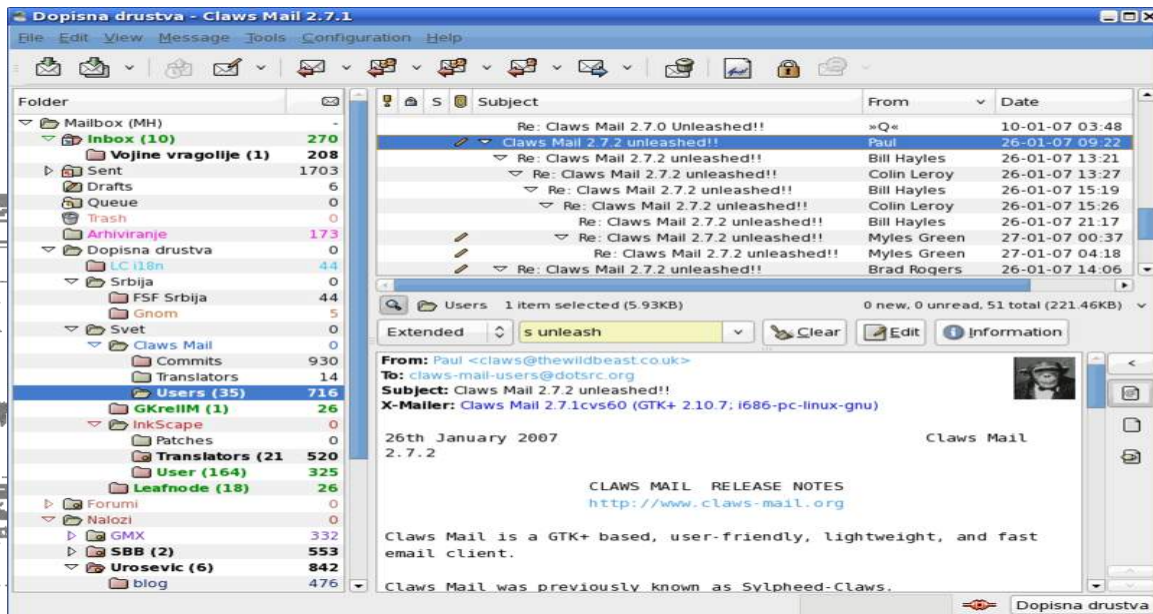 Dopisna drustva - Claws Mail 2.7.1
File Edit View Message Tools Configuration Help
Folder
Mailbox (MH) -
Inbox (10) 270
Vojine vragolije (1) 208
Sent 1703
Drafts 6
Queue 0
Trash 0
Arhiviranje 173
Dopisna drustva 0
LC i18n 44
Srbija 0
FSF Srbija 44
Gnom 5
Svet 0
Claws Mail 0
Commits 930
Translators 14
Users (35) 716
GKrellM (1) 26
InkScape 0
Patches 0
Translators (21 520
User (164) 325
Leafnode (18) 26
Forumi 0
Nalozi 0
GMX 332
SBB (2) 553
Urosevic (6) 842
blog 476
S Subject From Date
Re: Claws Mail 2.7.0 Unleashed!! »Q« 10-01-07 03:48
Claws Mail 2.7.2 unleashed!! Paul 26-01-07 09:22
Re: Claws Mail 2.7.2 unleashed!! Bill Hayles 26-01-07 13:21
Re: Claws Mail 2.7.2 unleashed!! Colin Leroy 26-01-07 13:27
Re: Claws Mail 2.7.2 unleashed!! Bill Hayles 26-01-07 15:19
Re: Claws Mail 2.7.2 unleashed!! Colin Leroy 26-01-07 15:26
Re: Claws Mail 2.7.2 unleashed!! Bill Hayles 26-01-07 21:17
Re: Claws Mail 2.7.2 unleashed!! Myles Green 27-01-07 00:37
Re: Claws Mail 2.7.2 unleashed!! Myles Green 27-01-07 04:18
Re: Claws Mail 2.7.2 unleashed!! Brad Rogers 26-01-07 14:06
Users 1 item selected (5.93KB) 0 new, 0 unread, 51 total (221.46KB)
Extended s unleash Clear Edit Information
From: Paul <claws@thewildbeast.co.uk>
To: claws-mail-users@dotsrc.org
Subject: Claws Mail 2.7.2 unleashed!!
X-Mailer: Claws Mail 2.7.1cvs60 (GTK+ 2.10.7; i686-pc-linux-gnu)
26th January 2007 Claws Mail
2.7.2
CLAWS MAIL RELEASE NOTES
http://www.claws-mail.org
Claws Mail is a GTK+ based, user-friendly, lightweight, and fast
email client.
Claws Mail was previously known as Sylpheed-Claws.
Dopisna drustva